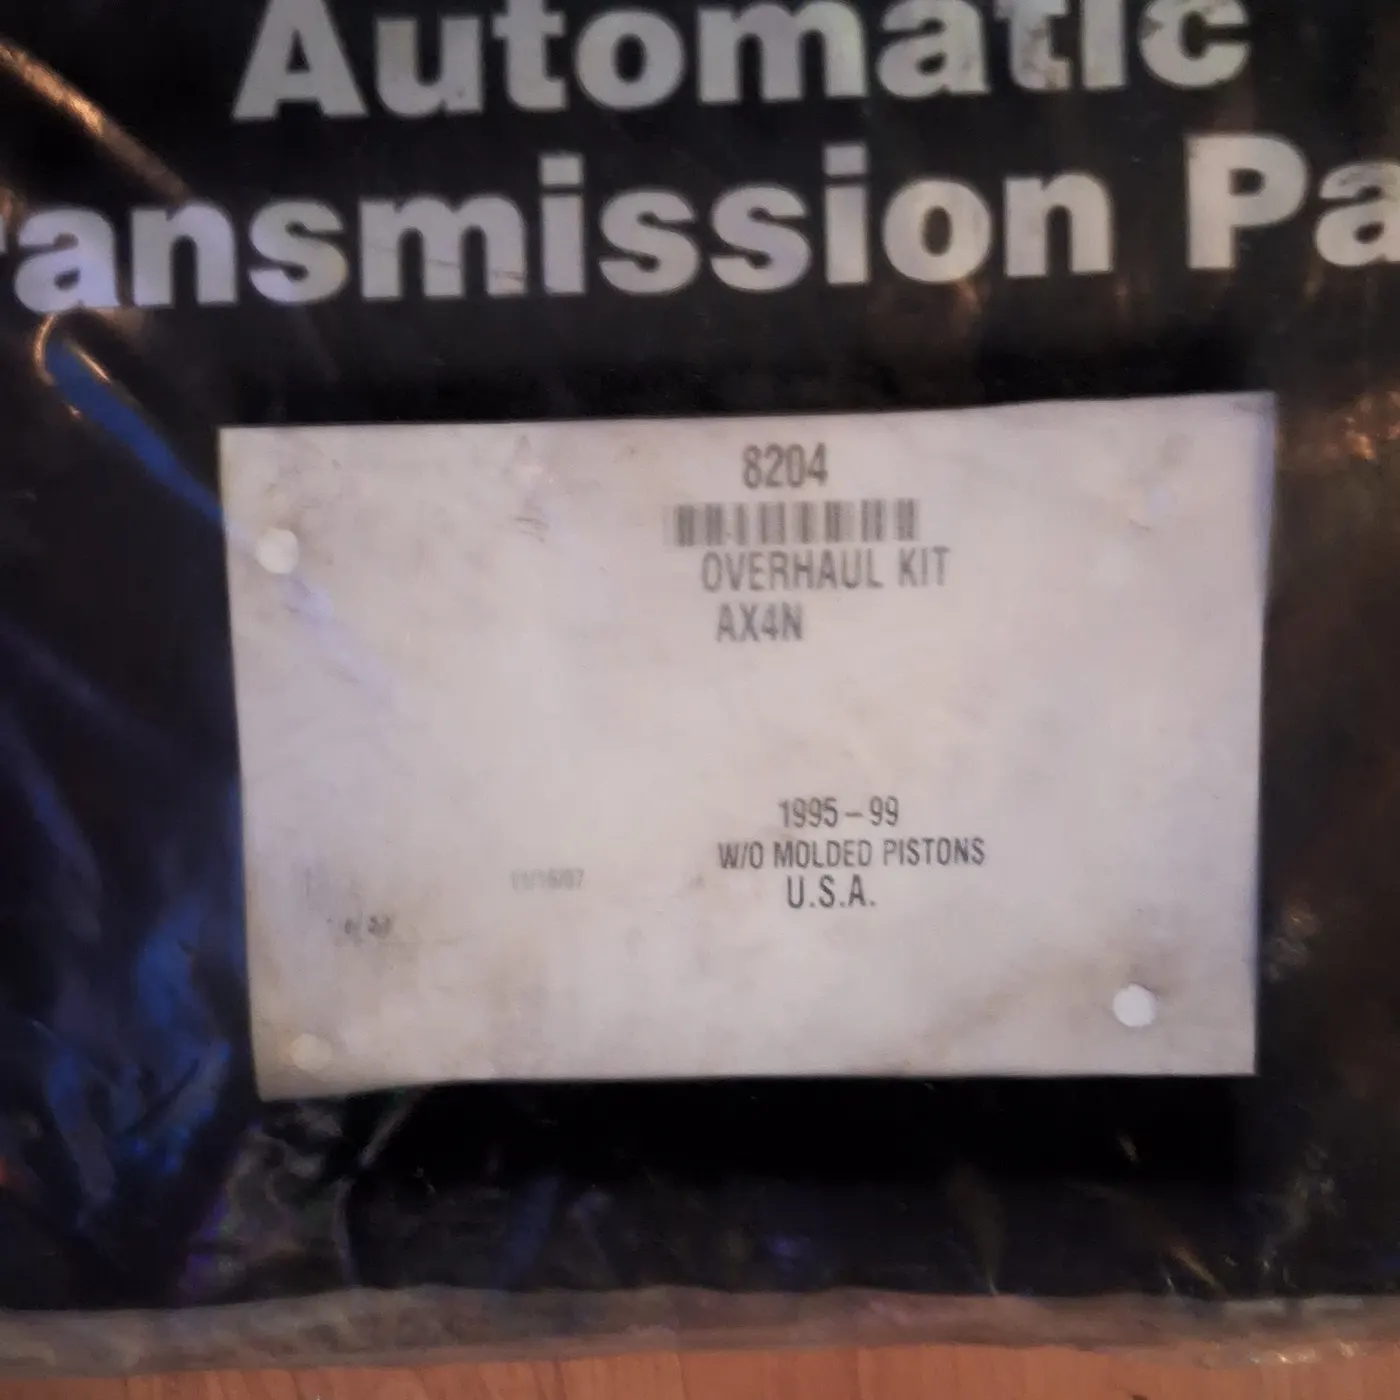 Automatic
ansmission Pa
8204
OVERHAUL KIT
AX4N
1995-99
W/O MOLDED PISTONS
U.S.A.